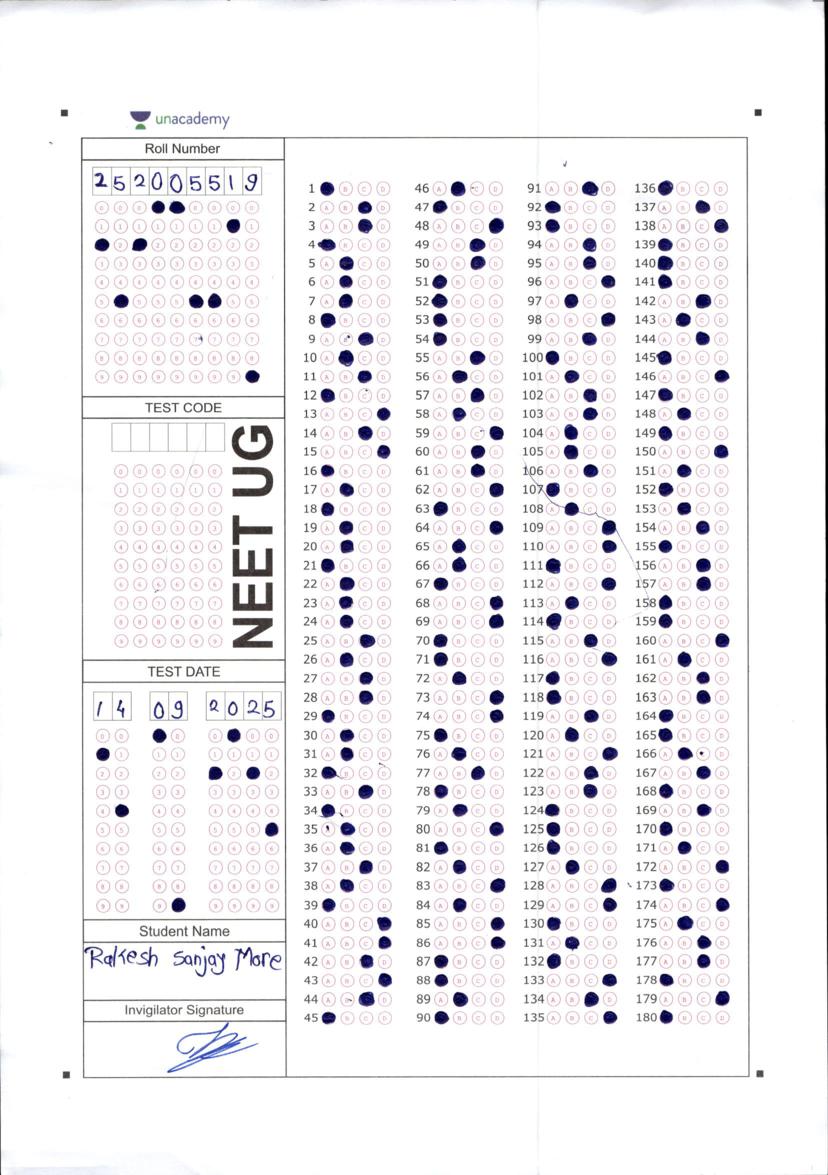 unacademy
Roll Number
2 5 2 0 0 5 5 1 9
TEST CODE
NEET UG
TEST DATE
1 4 0 9 2 0 2 5
Student Name
Rakesh Sanjay More
Invigilator Signature
1 46 91 136
2 47 92 137
3 48 93 138
4 49 94 139
5 50 95 140
6 51 96 141
7 52 97 142
8 53 98 143
9 54 99 144
10 55 100 145
11 56 101 146
12 57 102 147
13 58 103 148
14 59 104 149
15 60 105 150
16 61 106 151
17 62 107 152
18 63 108 153
19 64 109 154
20 65 110 155
21 66 111 156
22 67 112 157
23 68 113 158
24 69 114 159
25 70 115 160
26 71 116 161
27 72 117 162
28 73 118 163
29 74 119 164
30 75 120 165
31 76 121 166
32 77 122 167
33 78 123 168
34 79 124 169
35 80 125 170
36 81 126 171
37 82 127 172
38 83 128 173
39 84 129 174
40 85 130 175
41 86 131 176
42 87 132 177
43 88 133 178
44 89 134 179
45 90 135 180